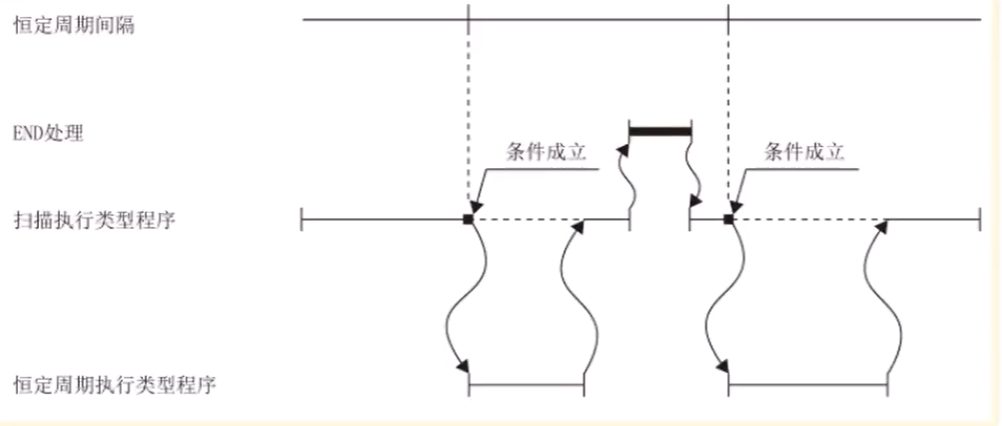 恒定周期间隔
END处理
条件成立
条件成立
扫描执行类型程序
恒定周期执行类型程序